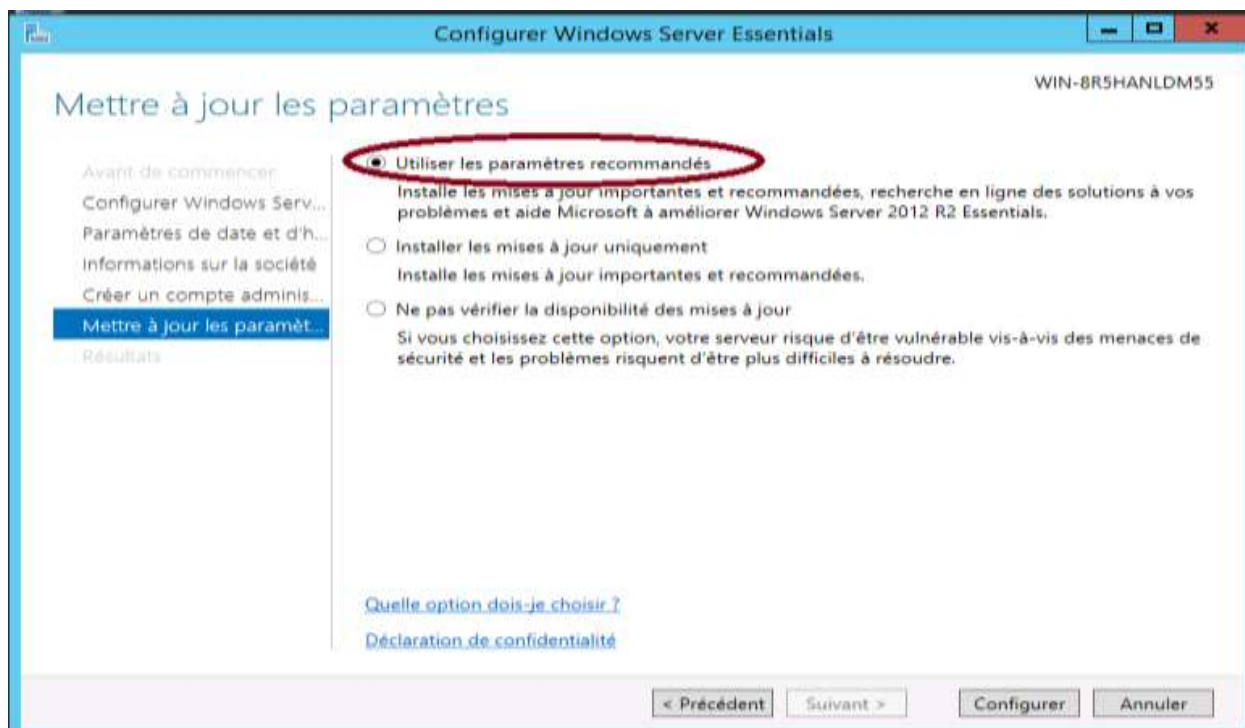 Configurer Windows Server Essentials
WIN-8R5HANLDM55
Mettre à jour les paramètres
Avant de commencer
Configurer Windows Serv...
Paramètres de date et d'h...
Informations sur la société
Créer un compte adminis...
Mettre à jour les paramèt...
Résultats
Utiliser les paramètres recommandés
Installe les mises à jour importantes et recommandées, recherche en ligne des solutions à vos
problèmes et aide Microsoft à améliorer Windows Server 2012 R2 Essentials.
Installer les mises à jour uniquement
Installe les mises à jour importantes et recommandées.
Ne pas vérifier la disponibilité des mises à jour
Si vous choisissez cette option, votre serveur risque d'être vulnérable vis-à-vis des menaces de
sécurité et les problèmes risquent d'être plus difficiles à résoudre.
Quelle option dois-je choisir ?
Déclaration de confidentialité
< Précédent
Suivant >
Configurer
Annuler